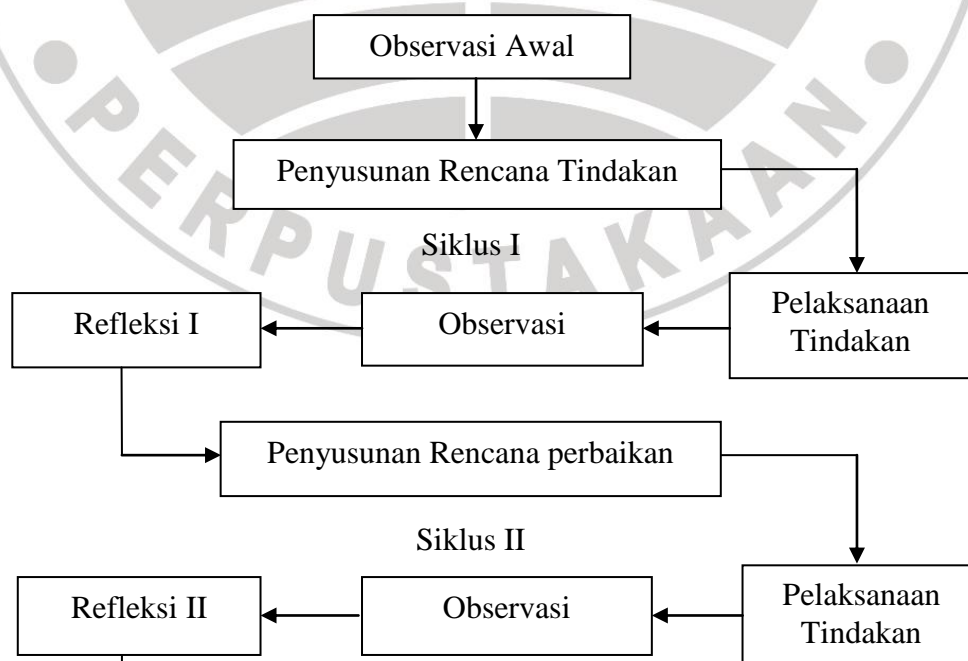 Observasi Awal
Penyusunan Rencana Tindakan
Siklus I
Refleksi I
Observasi
Pelaksanaan
Tindakan
Penyusunan Rencana perbaikan
Siklus II
Refleksi II
Observasi
Pelaksanaan
Tindakan
PERPUSTAKAAN